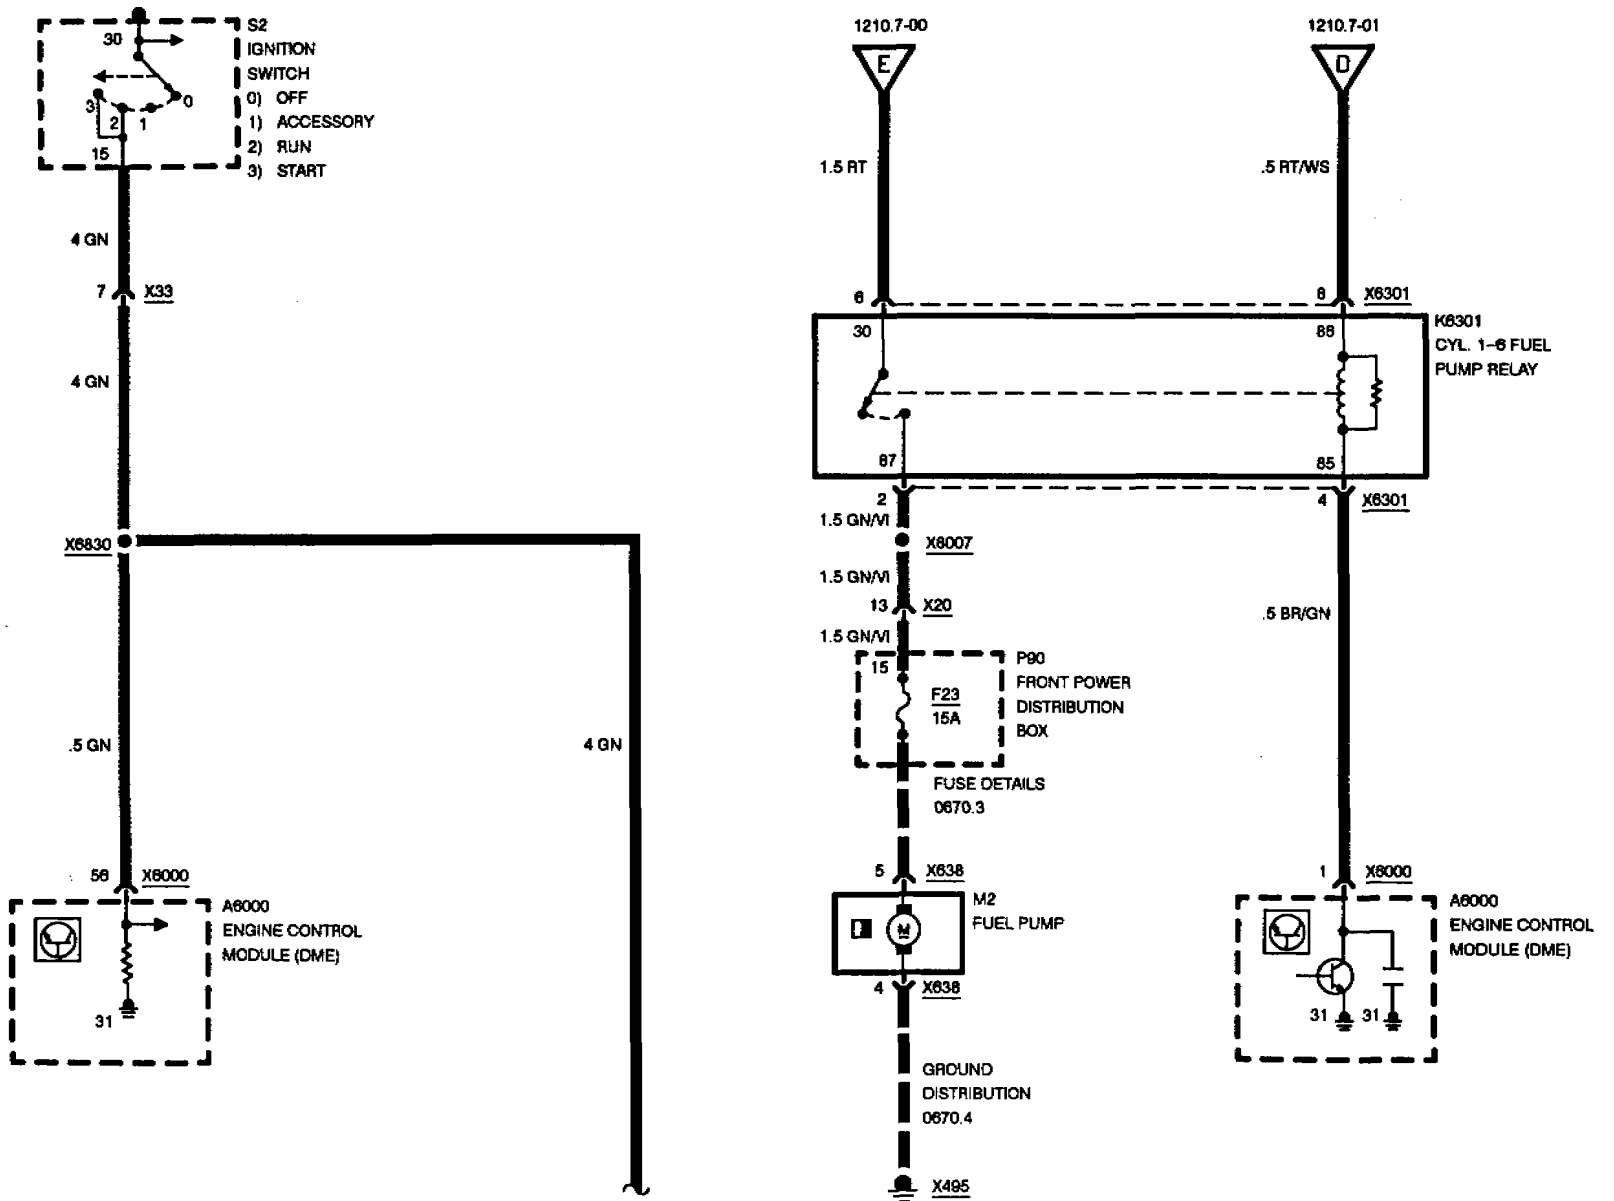 S2
IGNITION
SWITCH
0) OFF
1) ACCESSORY
2) RUN
3) START
30
0
3
2
1
15
4 GN
7 X33
4 GN
X6830
.5 GN
4 GN
56 X6000
A6000
ENGINE CONTROL
MODULE (DME)
31
1210.7-00
E
1.5 RT
1210.7-01
D
.5 RT/WS
6
8 X6301
30
86
K6301
CYL. 1-6 FUEL
PUMP RELAY
87
85
2
4 X6301
1.5 GN/VI
X8007
1.5 GN/VI
13 X20
1.5 GN/VI
15
P90
FRONT POWER
DISTRIBUTION
BOX
F23
15A
FUSE DETAILS
0670.3
5 X638
M2
FUEL PUMP
M
4 X638
GROUND
DISTRIBUTION
0670.4
X495
.5 BR/GN
1 X6000
A6000
ENGINE CONTROL
MODULE (DME)
31 31